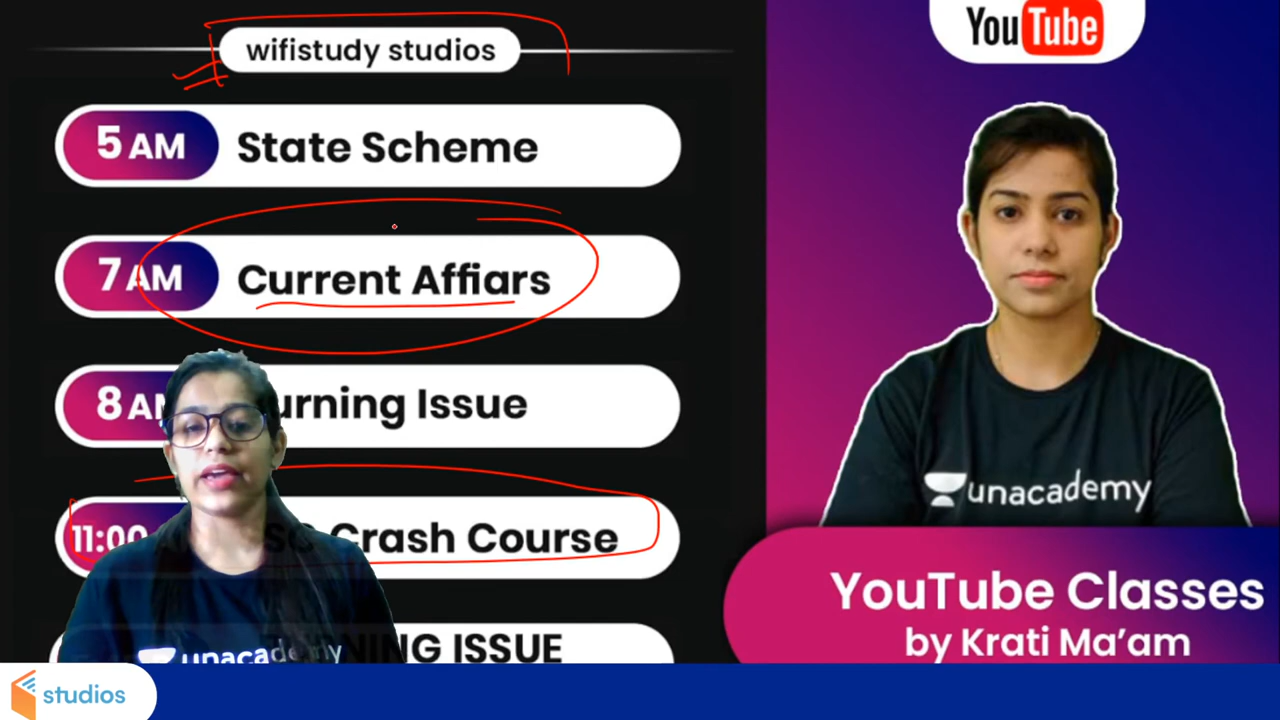 wifistudy studios
5 AM State Scheme
7 AM Current Affiars
8 AM urning Issue
11:00 Crash Course
NING ISSUE
YouTube
unacademy
YouTube Classes
by Krati Ma'am
unacademy
studios